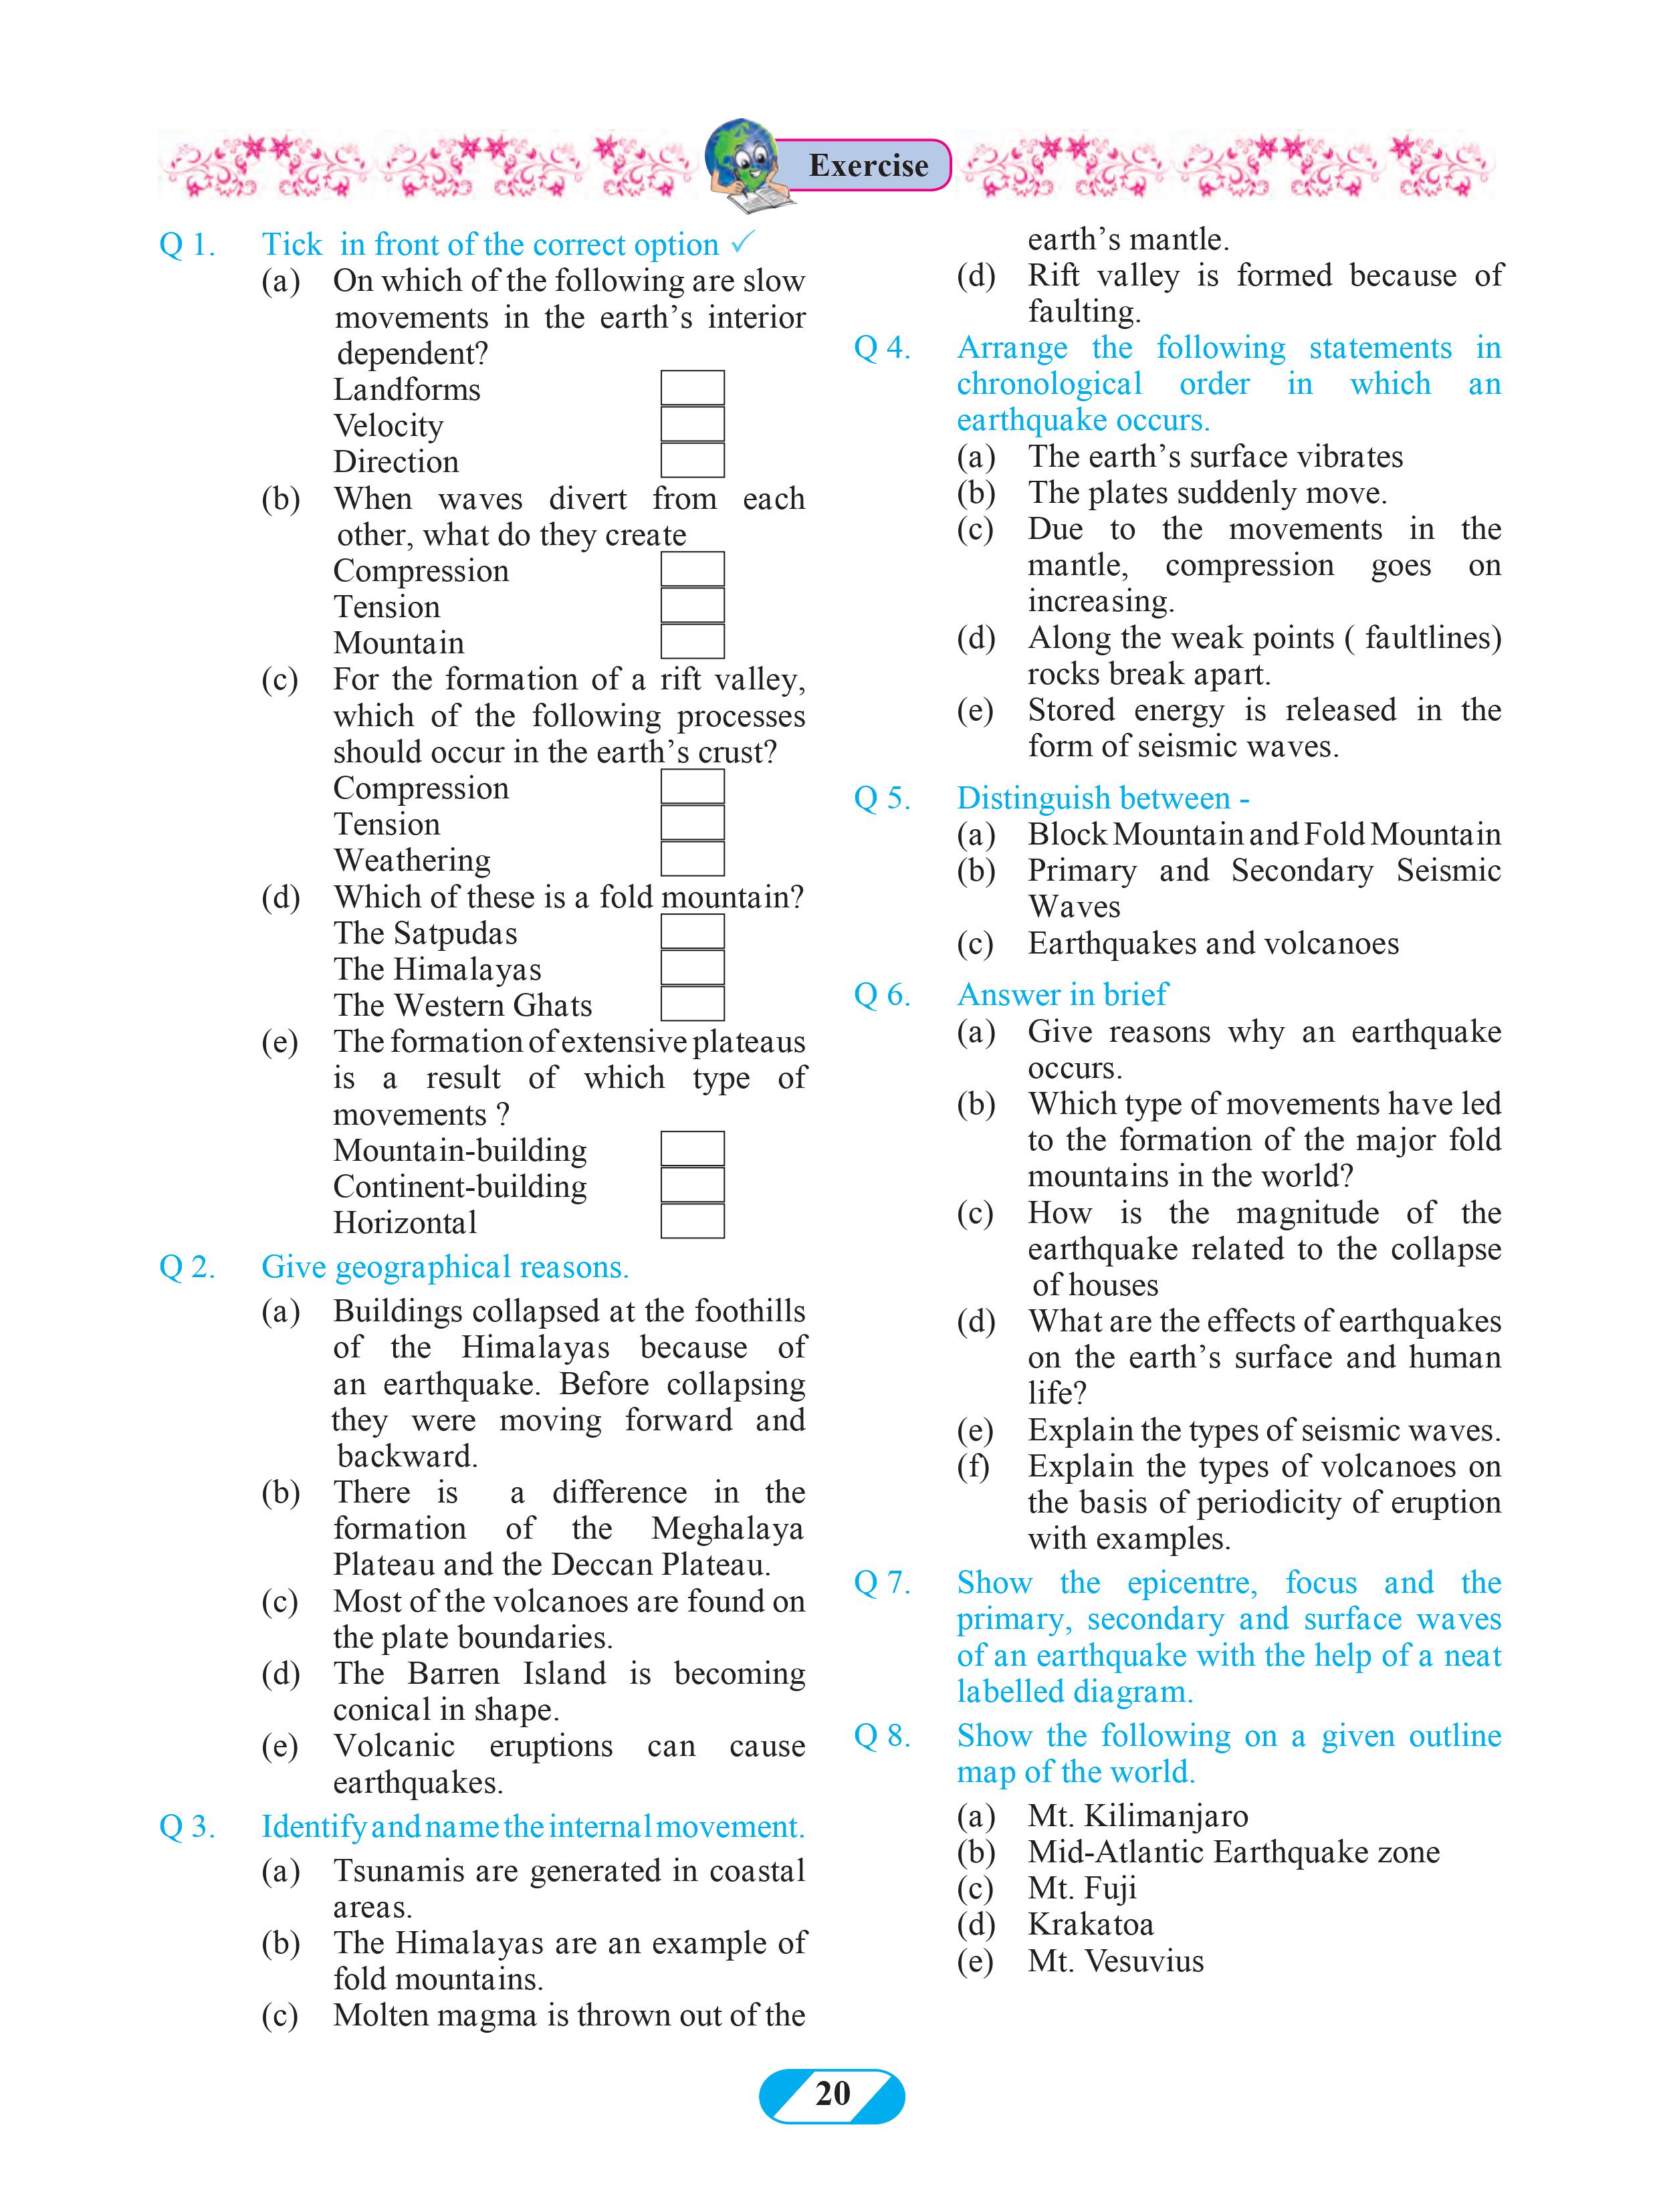 Exercise
Q 1. Tick in front of the correct option ✓
(a) On which of the following are slow
movements in the earth’s interior
dependent?
Landforms
Velocity
Direction
(b) When waves divert from each
other, what do they create
Compression
Tension
Mountain
(c) For the formation of a rift valley,
which of the following processes
should occur in the earth’s crust?
Compression
Tension
Weathering
(d) Which of these is a fold mountain?
The Satpudas
The Himalayas
The Western Ghats
(e) The formation of extensive plateaus
is a result of which type of
movements ?
Mountain-building
Continent-building
Horizontal
Q 2. Give geographical reasons.
(a) Buildings collapsed at the foothills
of the Himalayas because of
an earthquake. Before collapsing
they were moving forward and
backward.
(b) There is a difference in the
formation of the Meghalaya
Plateau and the Deccan Plateau.
(c) Most of the volcanoes are found on
the plate boundaries.
(d) The Barren Island is becoming
conical in shape.
(e) Volcanic eruptions can cause
earthquakes.
Q 3. Identify and name the internal movement.
(a) Tsunamis are generated in coastal
areas.
(b) The Himalayas are an example of
fold mountains.
(c) Molten magma is thrown out of the
earth’s mantle.
(d) Rift valley is formed because of
faulting.
Q 4. Arrange the following statements in
chronological order in which an
earthquake occurs.
(a) The earth’s surface vibrates
(b) The plates suddenly move.
(c) Due to the movements in the
mantle, compression goes on
increasing.
(d) Along the weak points ( faultlines)
rocks break apart.
(e) Stored energy is released in the
form of seismic waves.
Q 5. Distinguish between -
(a) Block Mountain and Fold Mountain
(b) Primary and Secondary Seismic
Waves
(c) Earthquakes and volcanoes
Q 6. Answer in brief
(a) Give reasons why an earthquake
occurs.
(b) Which type of movements have led
to the formation of the major fold
mountains in the world?
(c) How is the magnitude of the
earthquake related to the collapse
of houses
(d) What are the effects of earthquakes
on the earth’s surface and human
life?
(e) Explain the types of seismic waves.
(f) Explain the types of volcanoes on
the basis of periodicity of eruption
with examples.
Q 7. Show the epicentre, focus and the
primary, secondary and surface waves
of an earthquake with the help of a neat
labelled diagram.
Q 8. Show the following on a given outline
map of the world.
(a) Mt. Kilimanjaro
(b) Mid-Atlantic Earthquake zone
(c) Mt. Fuji
(d) Krakatoa
(e) Mt. Vesuvius
20